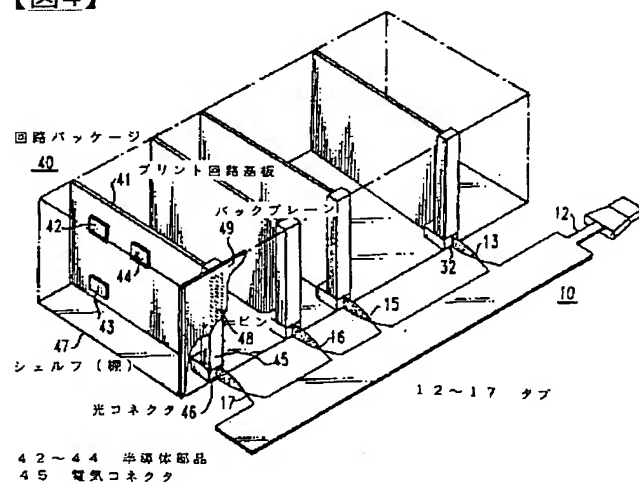 【図4】
回路パッケージ
40
41
プリント回路基板
42
44
43
バックプレーン
49
47
シェルフ(棚)
ピン
48
45
光コネクタ 46
17
16
15
32
13
12
10
12~17 タブ
42~44 半導体部品
45 電気コネクタ